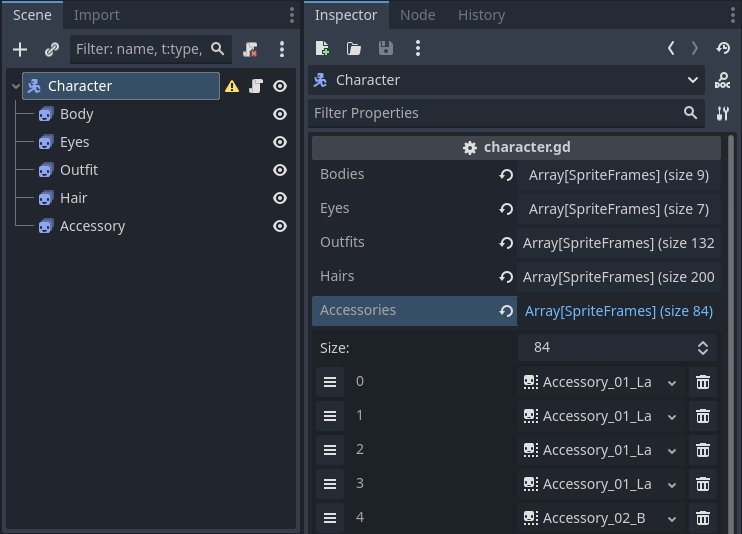 Scene Import
Filter: name, t:type,
Character
Body
Eyes
Outfit
Hair
Accessory
Inspector Node History
Character
DOC
Filter Properties
character.gd
Bodies Array[SpriteFrames] (size 9)
Eyes Array[SpriteFrames] (size 7)
Outfits Array[SpriteFrames] (size 132
Hairs Array[SpriteFrames] (size 200
Accessories Array[SpriteFrames] (size 84)
Size: 84
0 Accessory_01_La
1 Accessory_01_La
2 Accessory_01_La
3 Accessory_01_La
4 Accessory_02_B